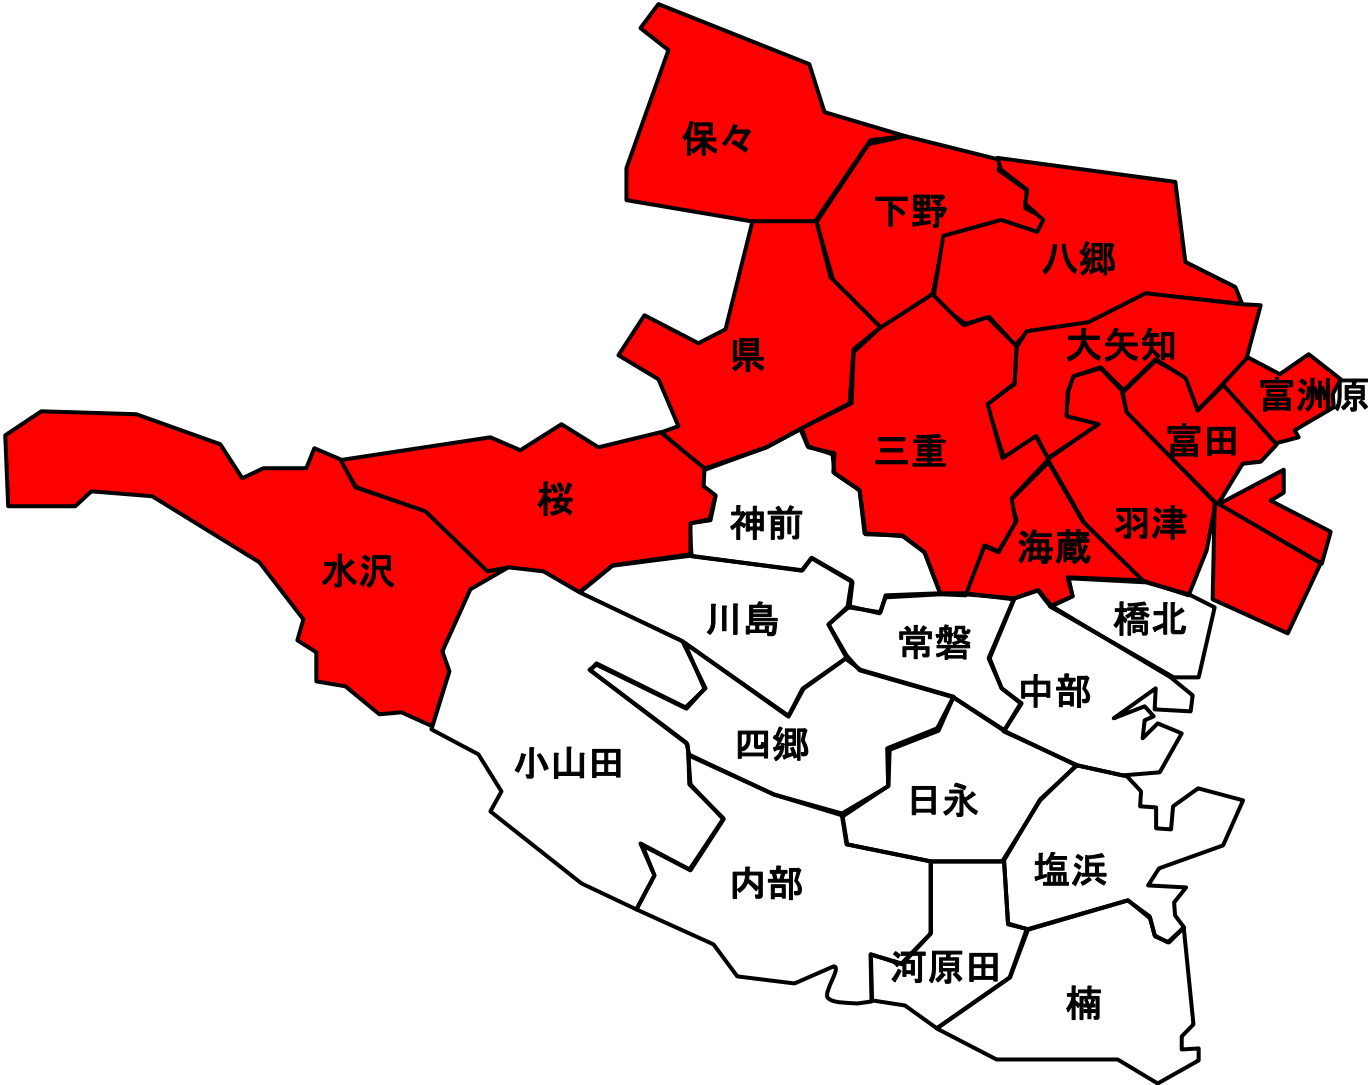 保々
下野
八郷
県
大矢知
富洲原
三重
富田
桜
神前
羽津
水沢
海蔵
川島
橋北
常磐
中部
四郷
小山田
日永
塩浜
内部
河原田
楠